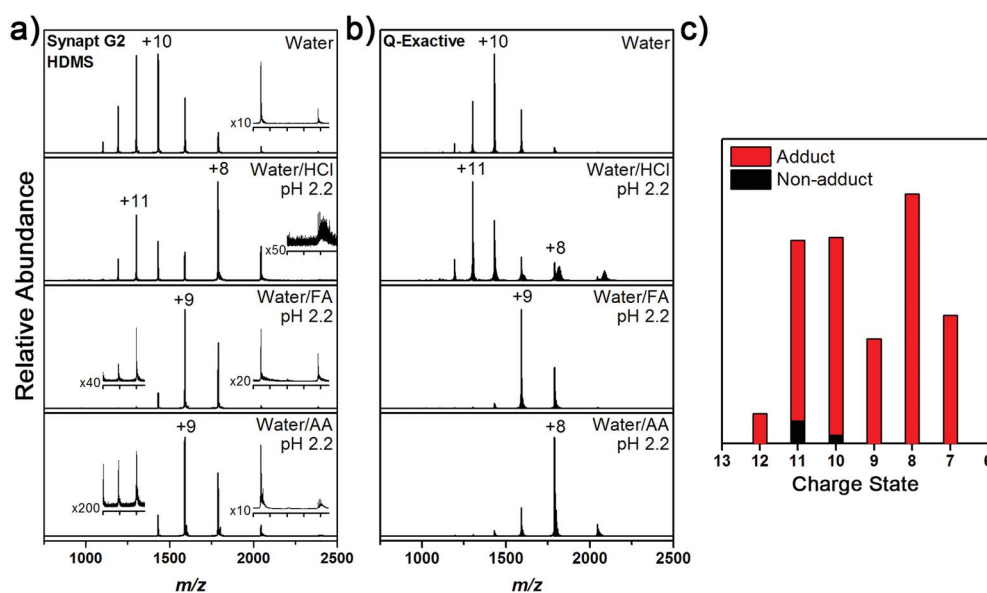 a)
Synapt G2
HDMS
+10
Water
x10
Water/HCl
pH 2.2
+11
+8
x50
Water/FA
pH 2.2
+9
x40
x20
Water/AA
pH 2.2
+9
x200
x10
1000
1500
2000
2500
m/z
Relative Abundance
b)
Q-Exactive
+10
Water
Water/HCl
pH 2.2
+11
+8
Water/FA
pH 2.2
+9
Water/AA
pH 2.2
+8
1000
1500
2000
2500
m/z
c)
Adduct
Non-adduct
13 12 11 10 9 8 7 6
Charge State